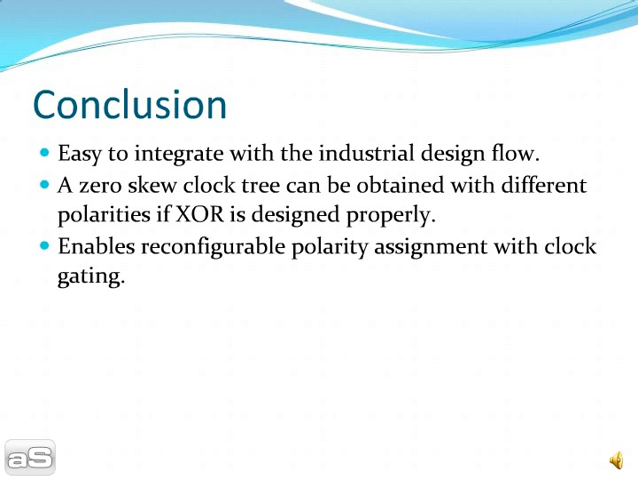 Conclusion
• Easy to integrate with the industrial design flow.
• A zero skew clock tree can be obtained with different
polarities if XOR is designed properly.
• Enables reconfigurable polarity assignment with clock
gating.
aS